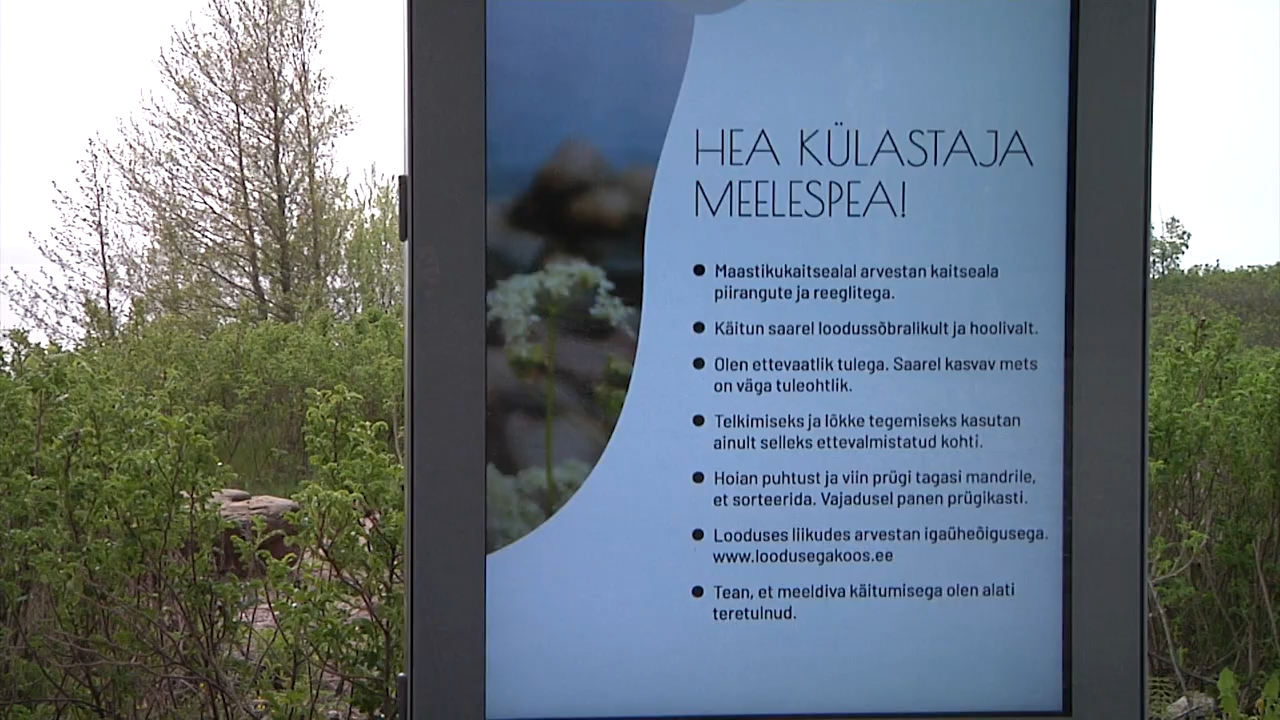 HEA KÜLASTAJA
MEELESPEA!
● Maastikukaitsealal arvestan kaitseala
piirangute ja reeglitega.
● Käitun saarel loodussõbralikult ja hoolivalt.
● Olen ettevaatlik tulega. Saarel kasvav mets
on väga tuleohtlik.
● Telkimiseks ja lõkke tegemiseks kasutan
ainult selleks ettevalmistatud kohti.
● Hoian puhtust ja viin prügi tagasi mandrile,
et sorteerida. Vajadusel panen prügikasti.
● Looduses liikudes arvestan igaüheõigusega.
www.loodusegakoos.ee
● Tean, et meeldiva käitumisega olen alati
teretulnud.